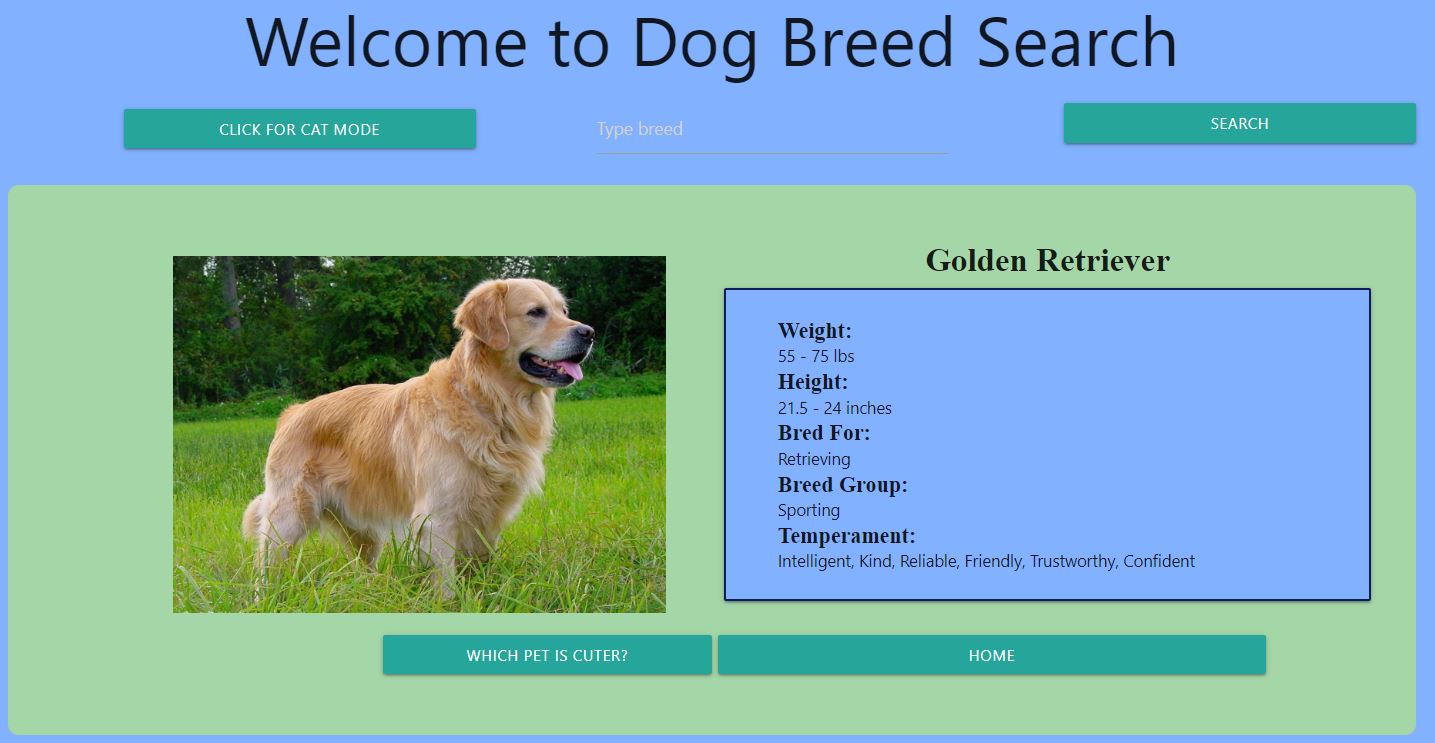 Welcome to Dog Breed Search
CLICK FOR CAT MODE
Type breed
SEARCH
Golden Retriever
Weight:
55 - 75 lbs
Height:
21.5 - 24 inches
Bred For:
Retrieving
Breed Group:
Sporting
Temperament:
Intelligent, Kind, Reliable, Friendly, Trustworthy, Confident
WHICH PET IS CUTER?
HOME